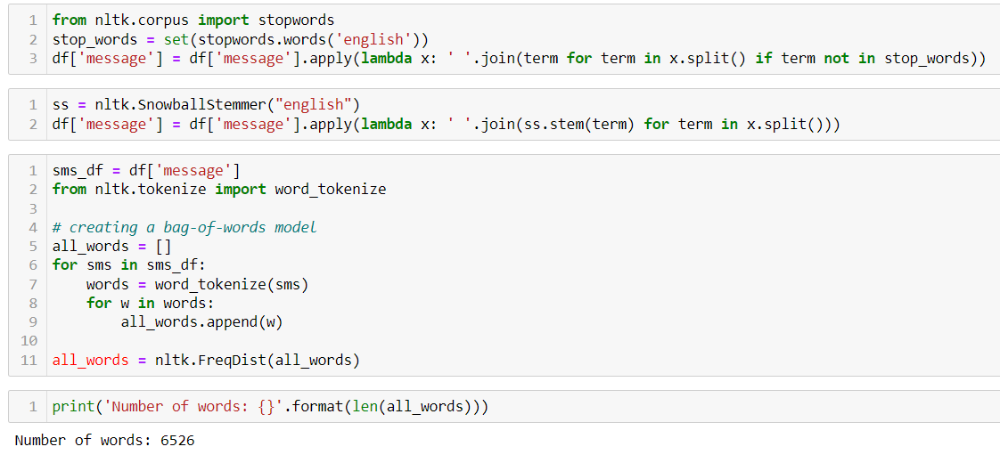 1 from nltk.corpus import stopwords
2 stop_words = set(stopwords.words('english'))
3 df['message'] = df['message'].apply(lambda x: ' '.join(term for term in x.split() if term not in stop_words))
1 ss = nltk.SnowballStemmer("english")
2 df['message'] = df['message'].apply(lambda x: ' '.join(ss.stem(term) for term in x.split()))
1 sms_df = df['message']
2 from nltk.tokenize import word_tokenize
3
4 # creating a bag-of-words model
5 all_words = []
6 for sms in sms_df:
7     words = word_tokenize(sms)
8     for w in words:
9         all_words.append(w)
10
11 all_words = nltk.FreqDist(all_words)
1 print('Number of words: {}'.format(len(all_words)))
Number of words: 6526